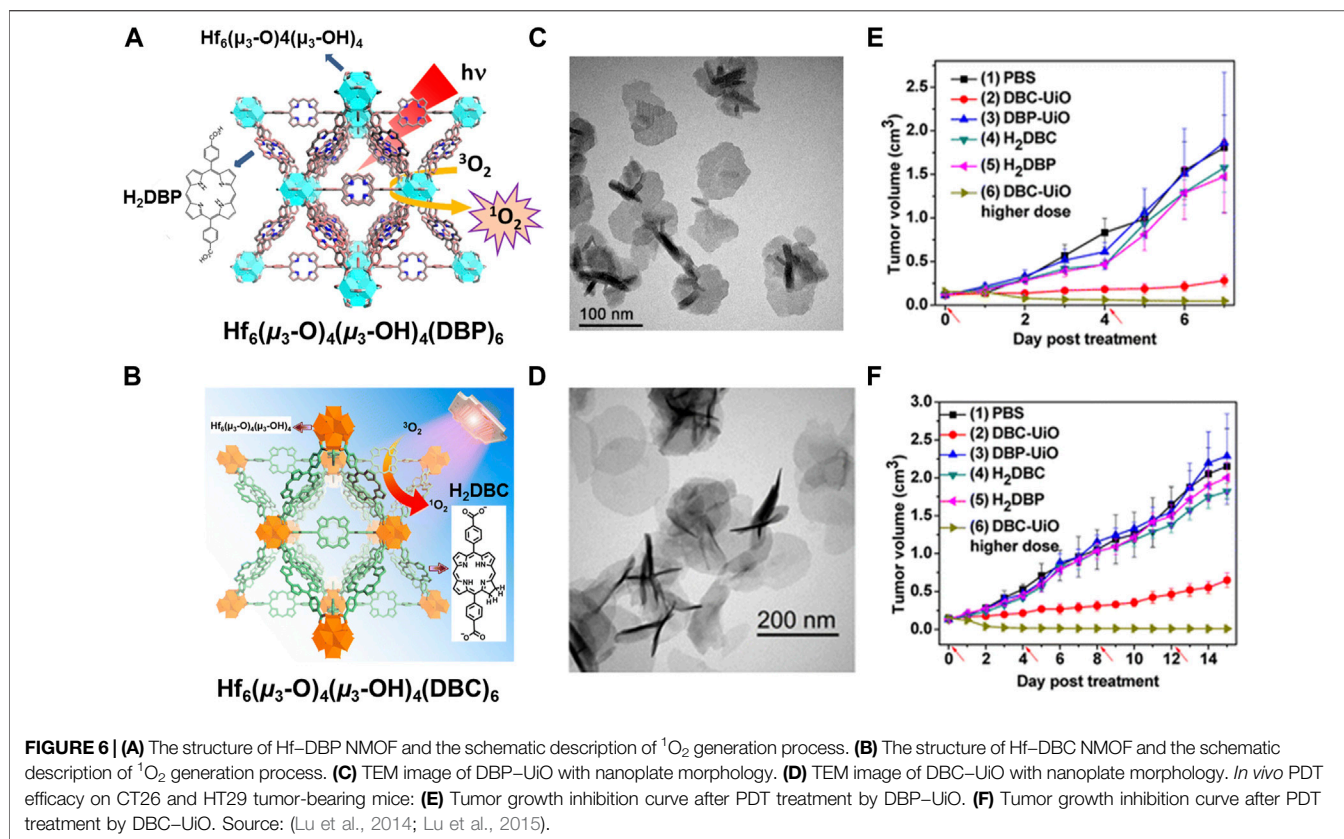 A
Hf₆(μ₃-O)4(μ₃-OH)₄
hν
CO₂H
H₂DBP
HO₂C
³O₂
¹O₂
Hf₆(μ₃-O)₄(μ₃-OH)₄(DBP)₆
B
Hf₆(μ₃-O)₄(μ₃-OH)₄
³O₂
¹O₂
H₂DBC
Hf₆(μ₃-O)₄(μ₃-OH)₄(DBC)₆
C
100 nm
D
200 nm
E
Tumor volume (cm³)
2.5
2.0
1.5
1.0
0.5
0.0
(1) PBS
(2) DBC-UiO
(3) DBP-UiO
(4) H₂DBC
(5) H₂DBP
(6) DBC-UiO
higher dose
0 2 4 6
Day post treatment
F
Tumor volume (cm³)
3.0
2.5
2.0
1.5
1.0
0.5
0.0
(1) PBS
(2) DBC-UiO
(3) DBP-UiO
(4) H₂DBC
(5) H₂DBP
(6) DBC-UiO
higher dose
0 2 4 6 8 10 12 14
Day post treatment
FIGURE 6 | (A) The structure of Hf–DBP NMOF and the schematic description of ¹O₂ generation process. (B) The structure of Hf–DBC NMOF and the schematic
description of ¹O₂ generation process. (C) TEM image of DBP–UiO with nanoplate morphology. (D) TEM image of DBC–UiO with nanoplate morphology. In vivo PDT
efficacy on CT26 and HT29 tumor-bearing mice: (E) Tumor growth inhibition curve after PDT treatment by DBP–UiO. (F) Tumor growth inhibition curve after PDT
treatment by DBC–UiO. Source: (Lu et al., 2014; Lu et al., 2015).